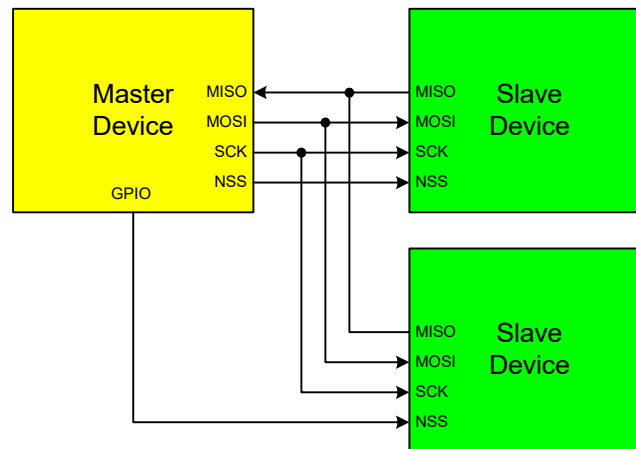 Master
Device
MISO
MOSI
SCK
NSS
GPIO
MISO
MOSI
SCK
NSS
Slave
Device
MISO
MOSI
SCK
NSS
Slave
Device